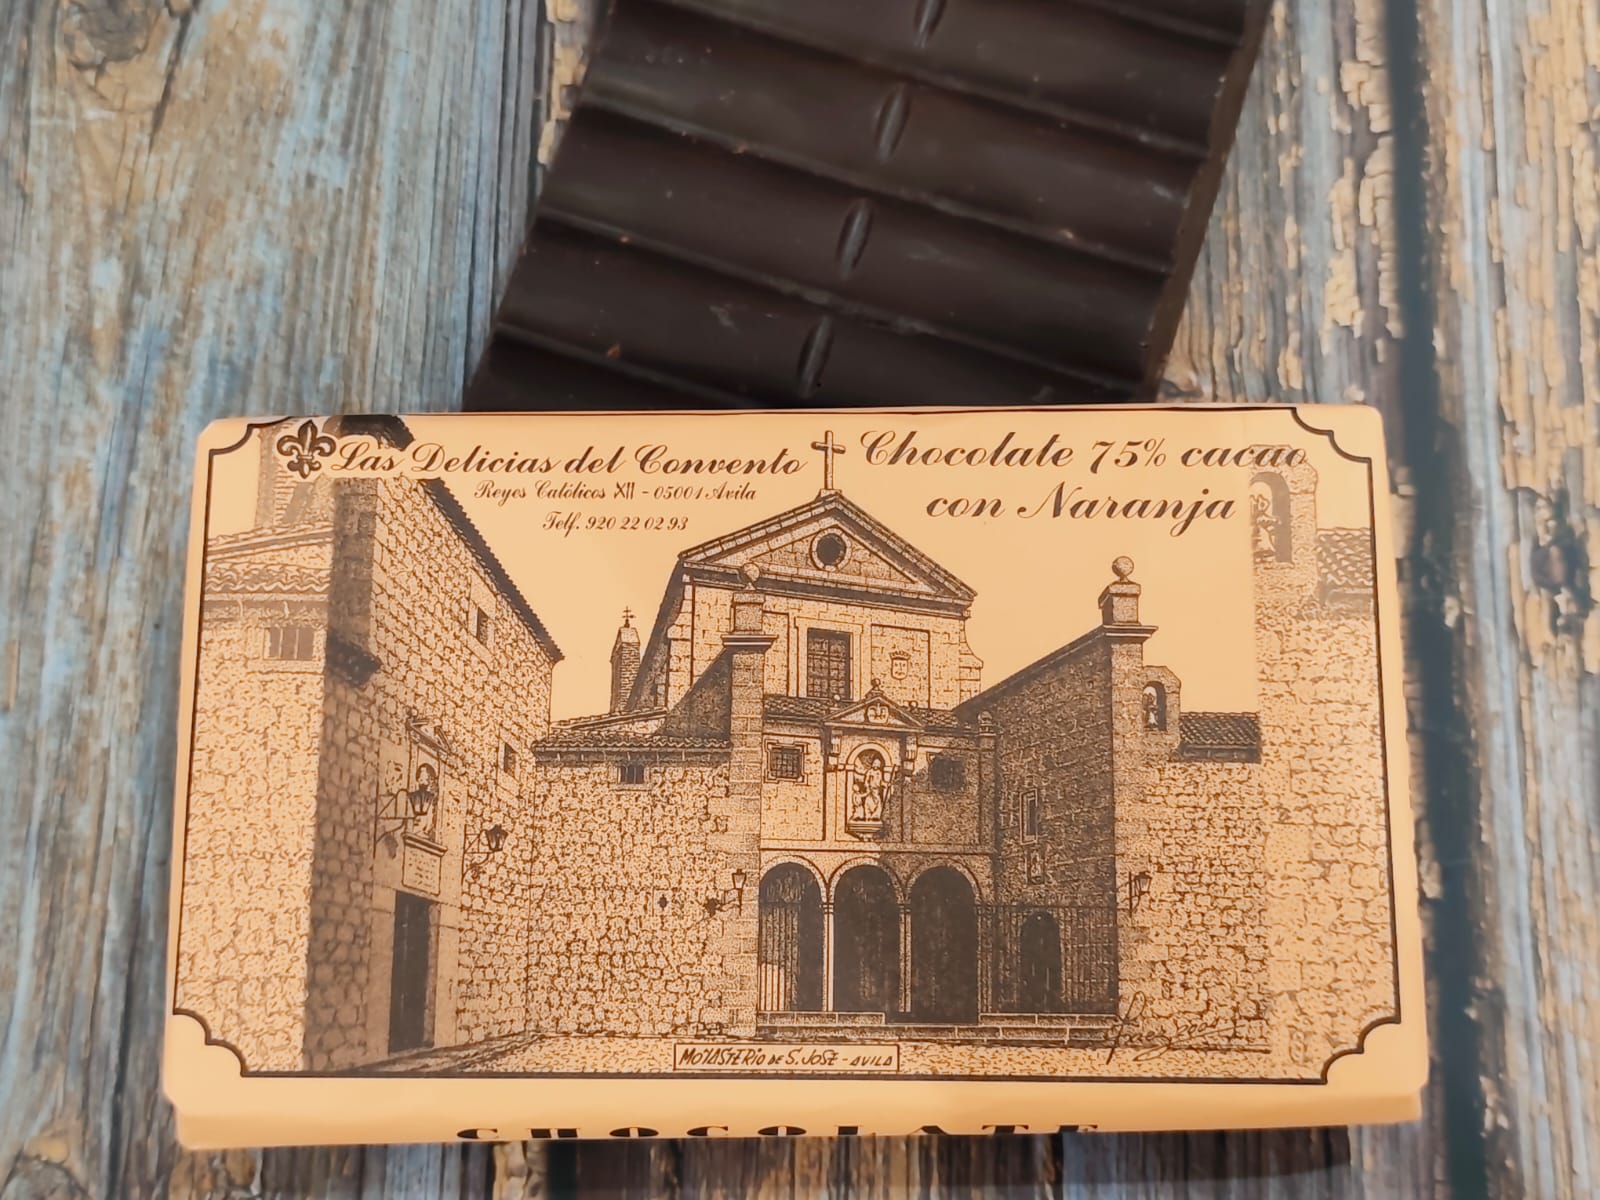 Las Delicias del Convento
Reyes Católicos XII - 05001 Avila
Telf. 920 22 02 93
Chocolate 75% cacao
con Naranja
MONASTERIO DE S. JOSE - AVILA
CHOCOLATE